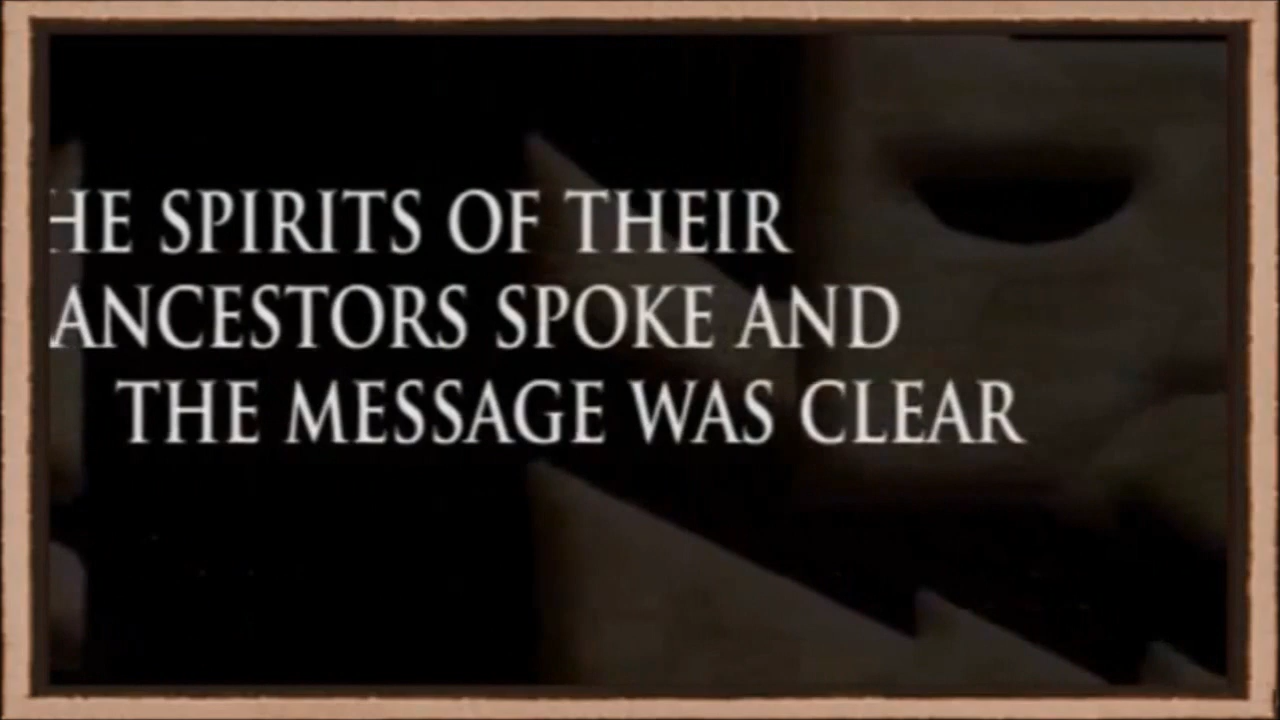 HE SPIRITS OF THEIR
ANCESTORS SPOKE AND
THE MESSAGE WAS CLEAR